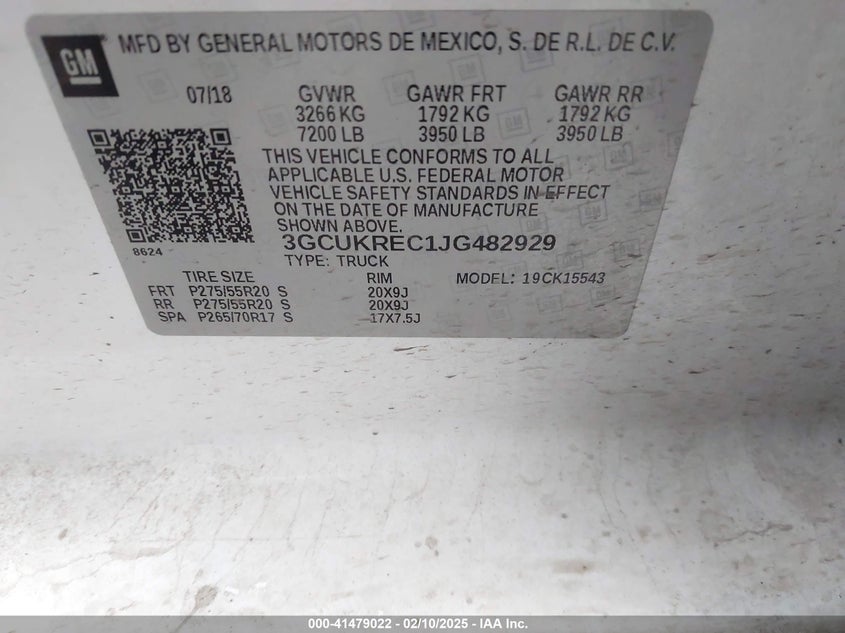 GM
MFD BY GENERAL MOTORS DE MEXICO, S. DE R.L. DE C.V.
07/18 GVWR GAWR FRT GAWR RR
3266 KG 1792 KG 1792 KG
7200 LB 3950 LB 3950 LB
THIS VEHICLE CONFORMS TO ALL
APPLICABLE U.S. FEDERAL MOTOR
VEHICLE SAFETY STANDARDS IN EFFECT
ON THE DATE OF MANUFACTURE
SHOWN ABOVE.
8624 3GCUKREC1JG482929
TYPE: TRUCK
TIRE SIZE RIM MODEL: 19CK15543
FRT P275/55R20 S 20X9J
RR P275/55R20 S 20X9J
SPA P265/70R17 S 17X7.5J
000-41479022 - 02/10/2025 - IAA Inc.